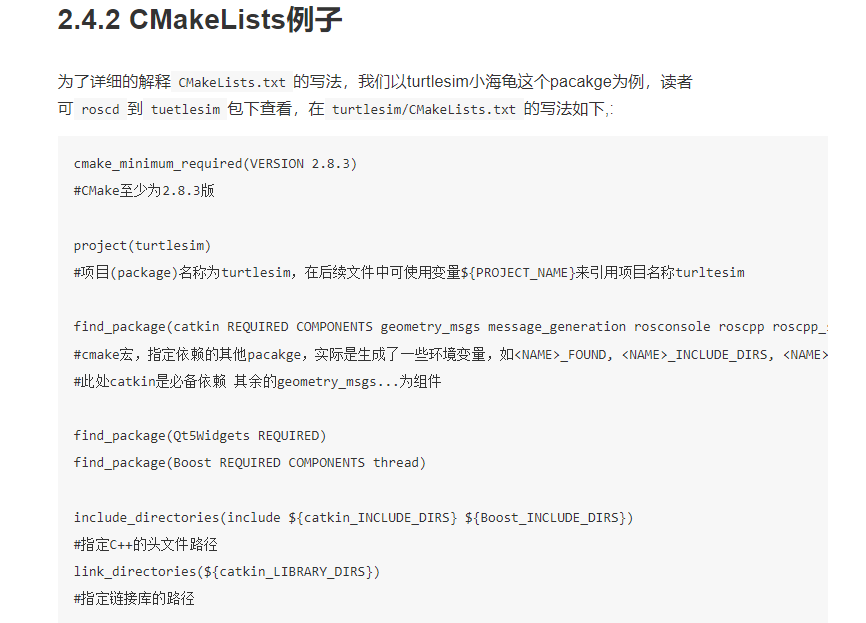 2.4.2 CMakeLists例子
为了详细的解释 CMakeLists.txt 的写法，我们以turtlesim小海龟这个pacakge为例，读者
可 roscd 到 tuetlesim 包下查看，在 turtlesim/CMakeLists.txt 的写法如下,:
cmake_minimum_required(VERSION 2.8.3)
#CMake至少为2.8.3版
project(turtlesim)
#项目(package)名称为turtlesim，在后续文件中可使用变量${PROJECT_NAME}来引用项目名称turltesim
find_package(catkin REQUIRED COMPONENTS geometry_msgs message_generation rosconsole roscpp roscpp_
#cmake宏，指定依赖的其他pacakge，实际是生成了一些环境变量，如<NAME>_FOUND, <NAME>_INCLUDE_DIRS, <NAME>
#此处catkin是必备依赖 其余的geometry_msgs...为组件
find_package(Qt5Widgets REQUIRED)
find_package(Boost REQUIRED COMPONENTS thread)
include_directories(include ${catkin_INCLUDE_DIRS} ${Boost_INCLUDE_DIRS})
#指定C++的头文件路径
link_directories(${catkin_LIBRARY_DIRS})
#指定链接库的路径